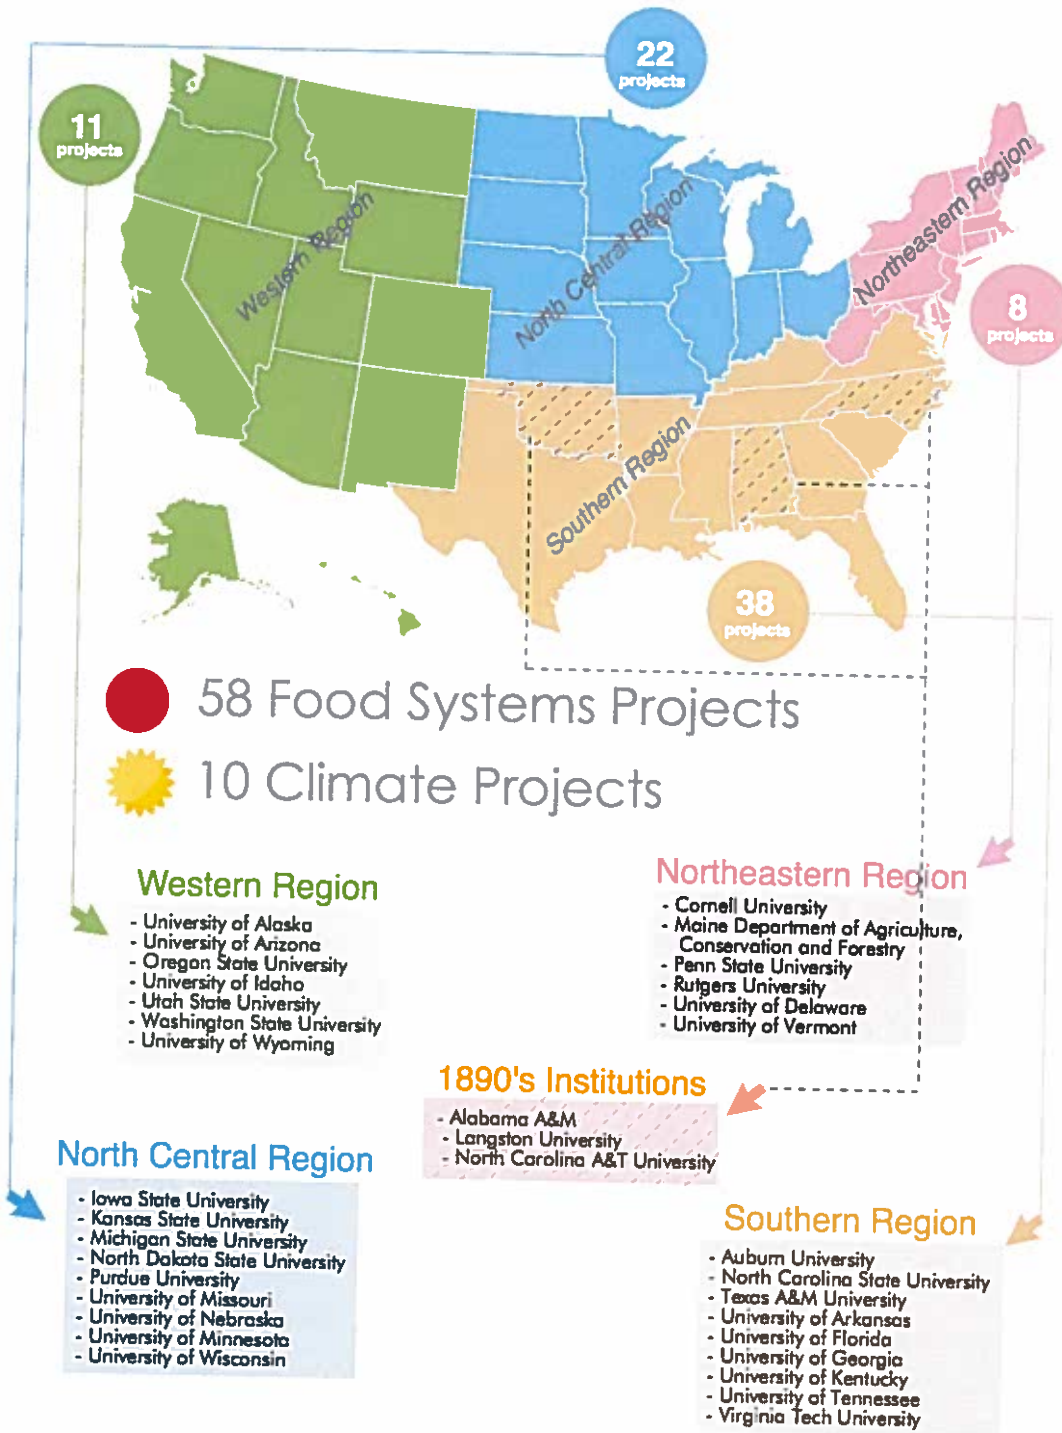 22
projects
11
projects
Western Region
North Central Region
Northeastern Region
8
projects
Southern Region
38
projects
58 Food Systems Projects
10 Climate Projects
Western Region
- University of Alaska
- University of Arizona
- Oregon State University
- University of Idaho
- Utah State University
- Washington State University
- University of Wyoming
Northeastern Region
- Cornell University
- Maine Department of Agriculture,
Conservation and Forestry
- Penn State University
- Rutgers University
- University of Delaware
- University of Vermont
1890's Institutions
- Alabama A&M
- Langston University
- North Carolina A&T University
North Central Region
- Iowa State University
- Kansas State University
- Michigan State University
- North Dakota State University
- Purdue University
- University of Missouri
- University of Nebraska
- University of Minnesota
- University of Wisconsin
Southern Region
- Auburn University
- North Carolina State University
- Texas A&M University
- University of Arkansas
- University of Florida
- University of Georgia
- University of Kentucky
- University of Tennessee
- Virginia Tech University